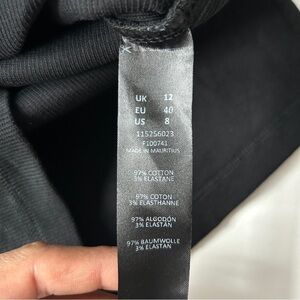 UK 12
EU 40
US 8
115256023
F100741
MADE IN MAURITIUS
97% COTTON
3% ELASTANE
97% COTON
3% ELASTHANNE
97% ALGODÓN
3% ELASTAN
97% BAUMWOLLE
3% ELASTAN